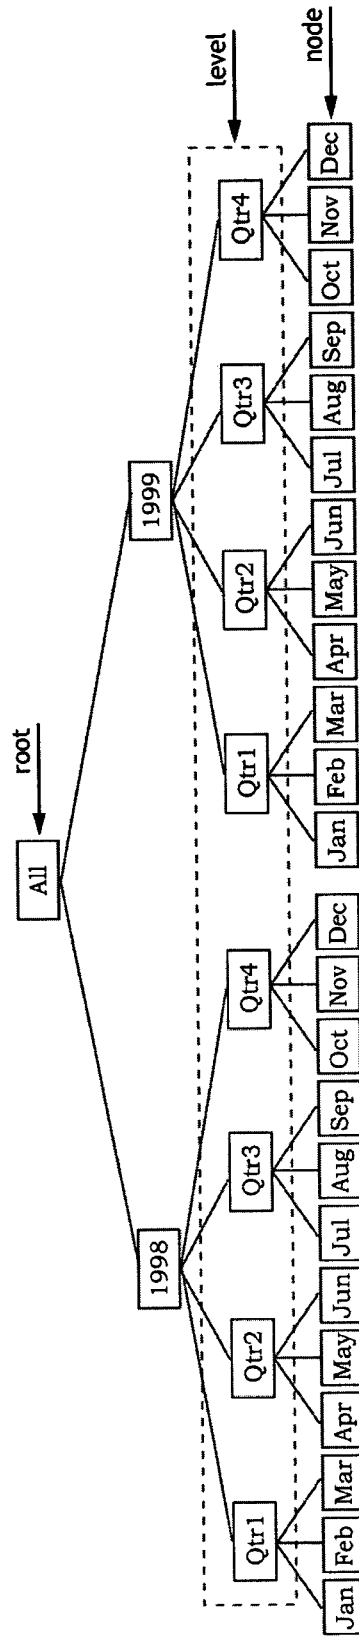 root
All
1998
1999
level
Qtr1 Qtr2 Qtr3 Qtr4 Qtr1 Qtr2 Qtr3 Qtr4
node
Jan Feb Mar Apr May Jun Jul Aug Sep Oct Nov Dec Jan Feb Mar Apr May Jun Jul Aug Sep Oct Nov Dec